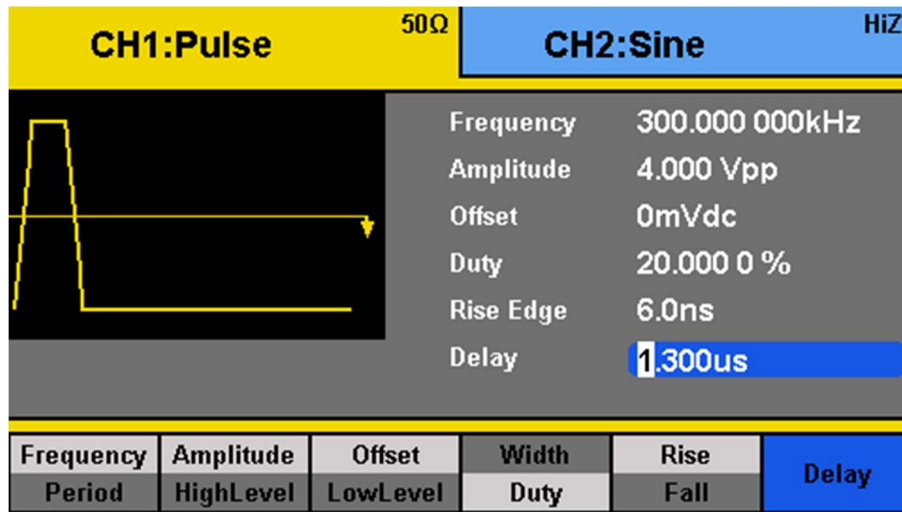 CH1:Pulse 50Ω CH2:Sine HiZ
Frequency 300.000 000kHz
Amplitude 4.000 Vpp
Offset 0mVdc
Duty 20.000 0 %
Rise Edge 6.0ns
Delay 1.300us
Frequency Amplitude Offset Width Rise Delay
Period HighLevel LowLevel Duty Fall